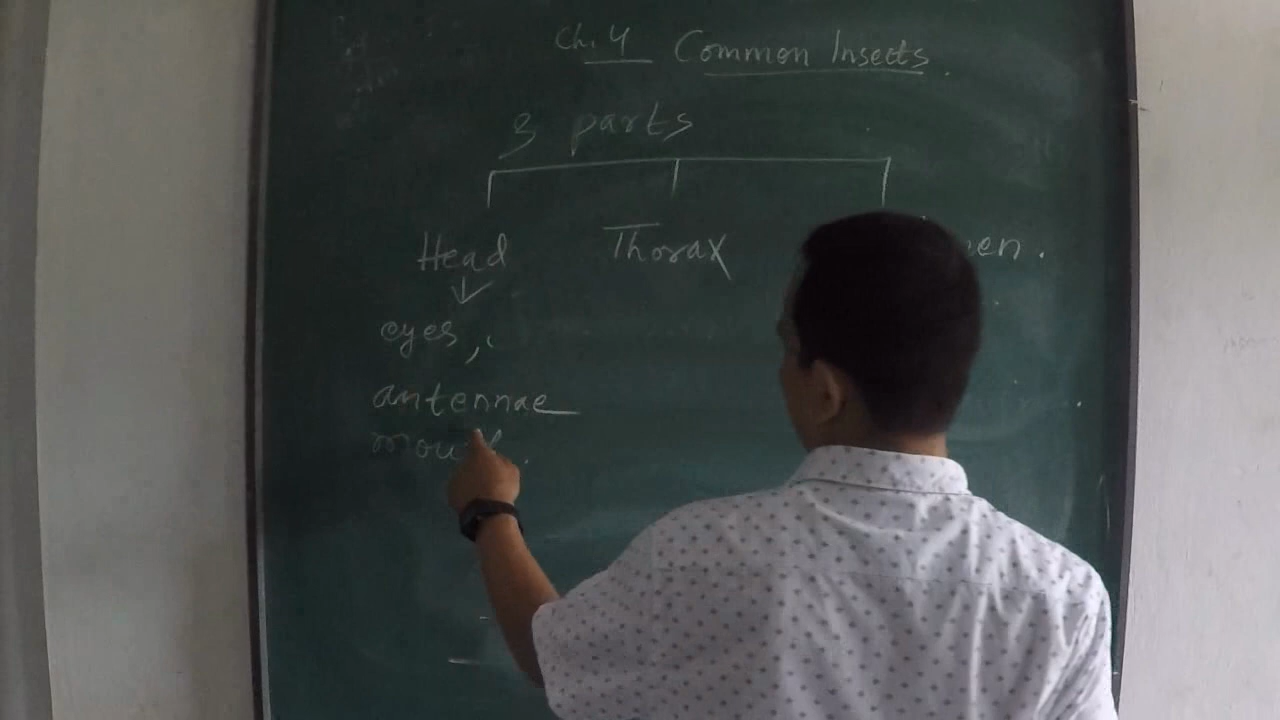 Ch. 4 Common Insects.
3 parts
Head Thorax
eyes,
antennae